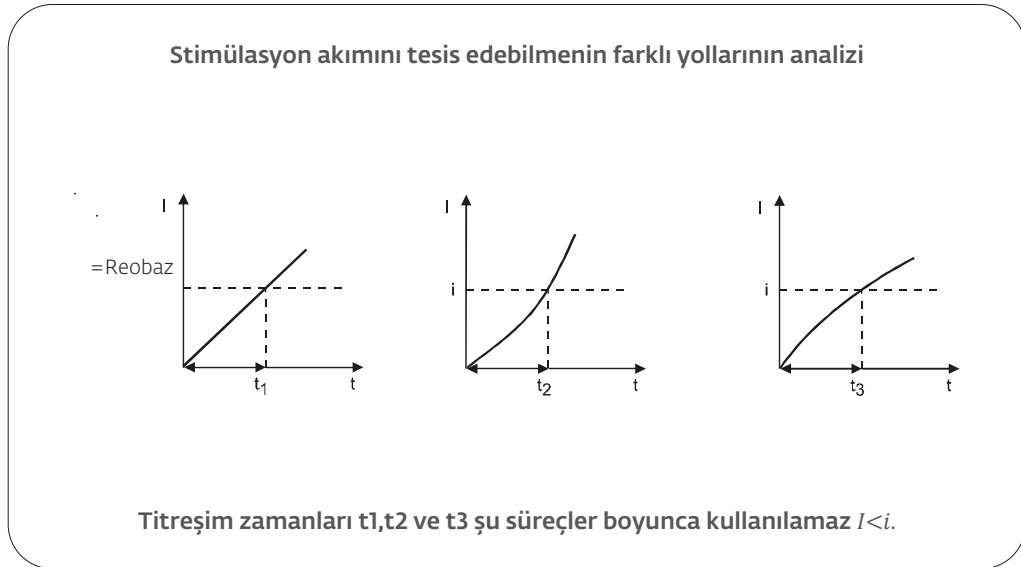 Stimülasyon akımını tesis edebilmenin farklı yollarının analizi
I
=Reobaz
t1
t
I
i
t2
t
I
i
t3
t
Titreşim zamanları t1,t2 ve t3 şu süreçler boyunca kullanılamaz I<i.